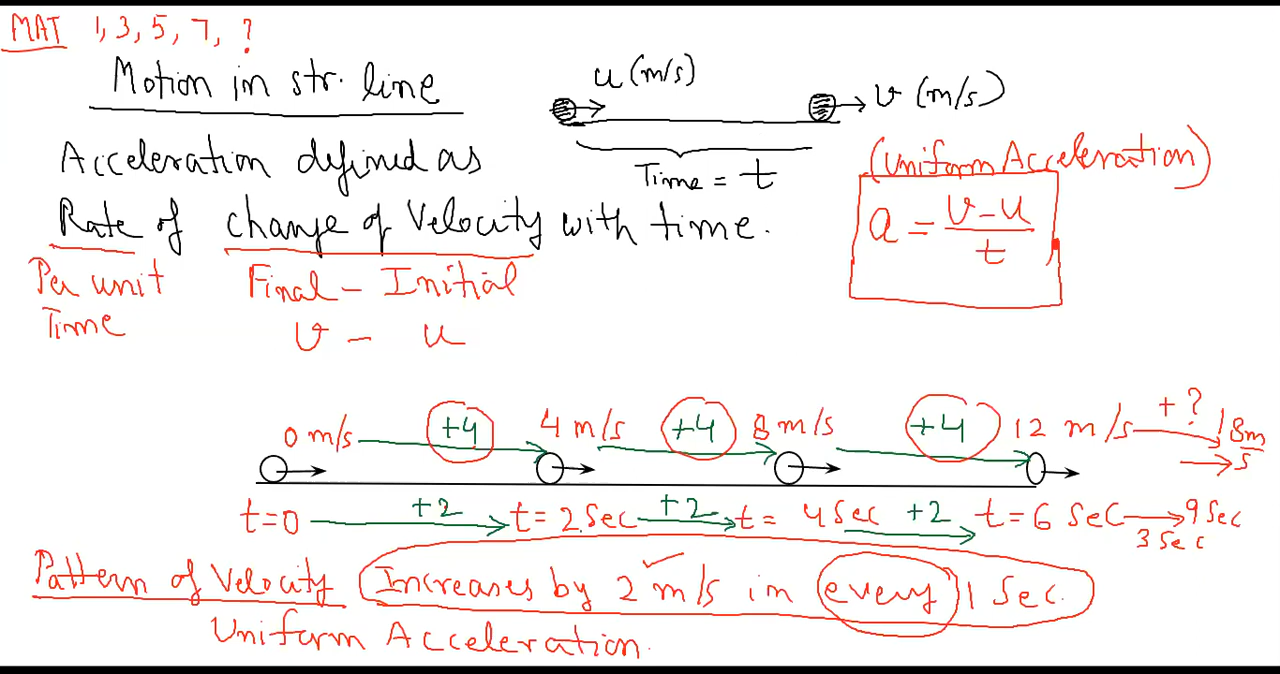 MAT 1, 3, 5, 7, ?
Motion in str. line
u (m/s)
v (m/s)
Time = t
Acceleration defined as
Rate of change of Velocity with time.
Per unit Time
Final - Initial
v - u
(Uniform Acceleration)
a = v-u / t
0 m/s +4 4 m/s +4 8 m/s +4 12 m/s +? 18 m/s
t=0 +2 t= 2 Sec +2 t= 4 Sec +2 t= 6 Sec 9 Sec
3 Sec
Pattern of Velocity Increases by 2 m/s in every 1 Sec.
Uniform Acceleration.